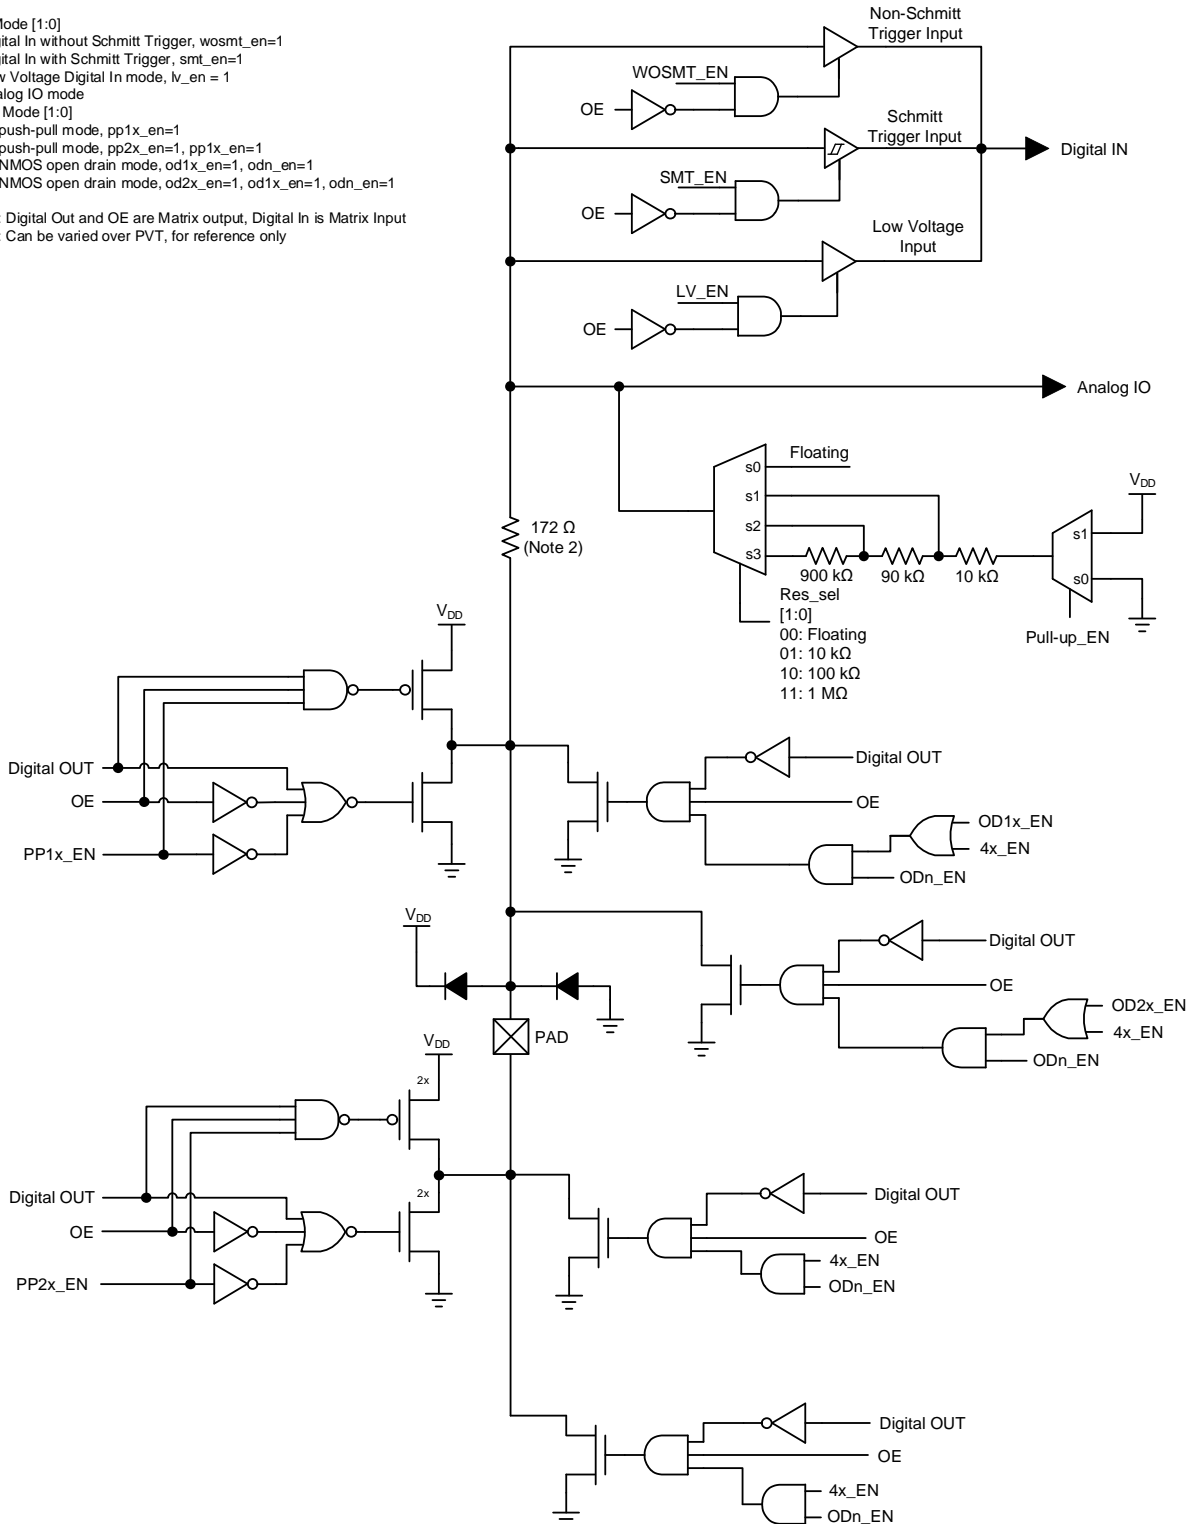 Mode [1:0]
gital In without Schmitt Trigger, wosmt_en=1
gital In with Schmitt Trigger, smt_en=1
w Voltage Digital In mode, lv_en = 1
alog IO mode
Mode [1:0]
push-pull mode, pp1x_en=1
push-pull mode, pp2x_en=1, pp1x_en=1
NMOS open drain mode, od1x_en=1, odn_en=1
NMOS open drain mode, od2x_en=1, od1x_en=1, odn_en=1
: Digital Out and OE are Matrix output, Digital In is Matrix Input
: Can be varied over PVT, for reference only
Non-Schmitt
Trigger Input
WOSMT_EN
OE
Schmitt
Trigger Input
Digital IN
SMT_EN
OE
Low Voltage
Input
LV_EN
OE
Analog IO
Floating
s0
s1
s2
s3
900 kΩ
90 kΩ
10 kΩ
VDD
s1
s0
Pull-up_EN
Res_sel
[1:0]
00: Floating
01: 10 kΩ
10: 100 kΩ
11: 1 MΩ
172 Ω
(Note 2)
VDD
Digital OUT
OE
PP1x_EN
Digital OUT
OE
OD1x_EN
4x_EN
ODn_EN
VDD
PAD
Digital OUT
OE
OD2x_EN
4x_EN
ODn_EN
VDD
2x
2x
Digital OUT
OE
PP2x_EN
Digital OUT
OE
4x_EN
ODn_EN
Digital OUT
OE
4x_EN
ODn_EN